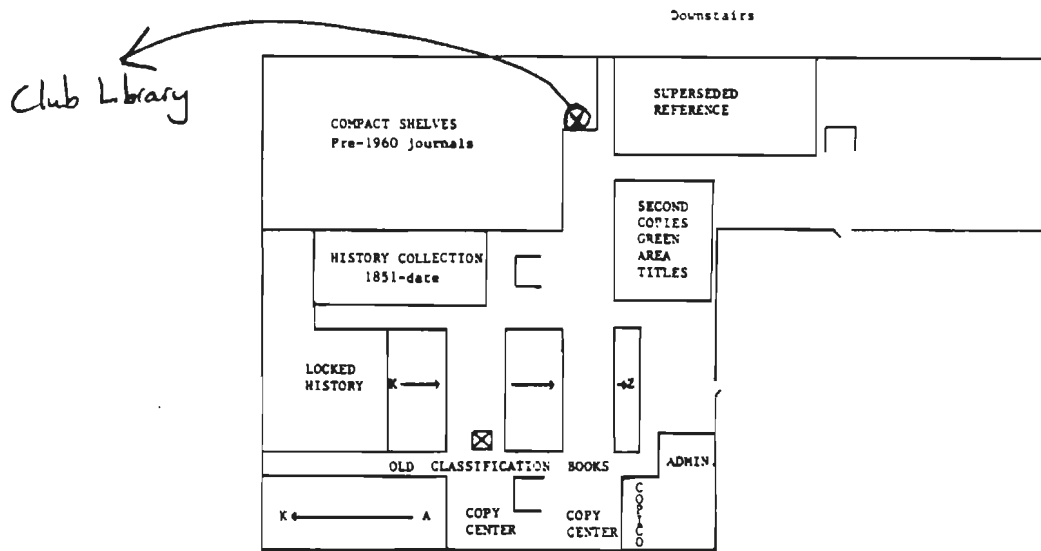 Downstairs
Club Library
COMPACT SHELVES
Pre-1960 journals
SUPERSEDED
REFERENCE
SECOND
COPIES
GREEN
AREA
TITLES
HISTORY COLLECTION
1851-date
LOCKED
HISTORY
K
Z
OLD CLASSIFICATION BOOKS
ADMIN
K A
COPY
CENTER
COPY
CENTER
COPIACO